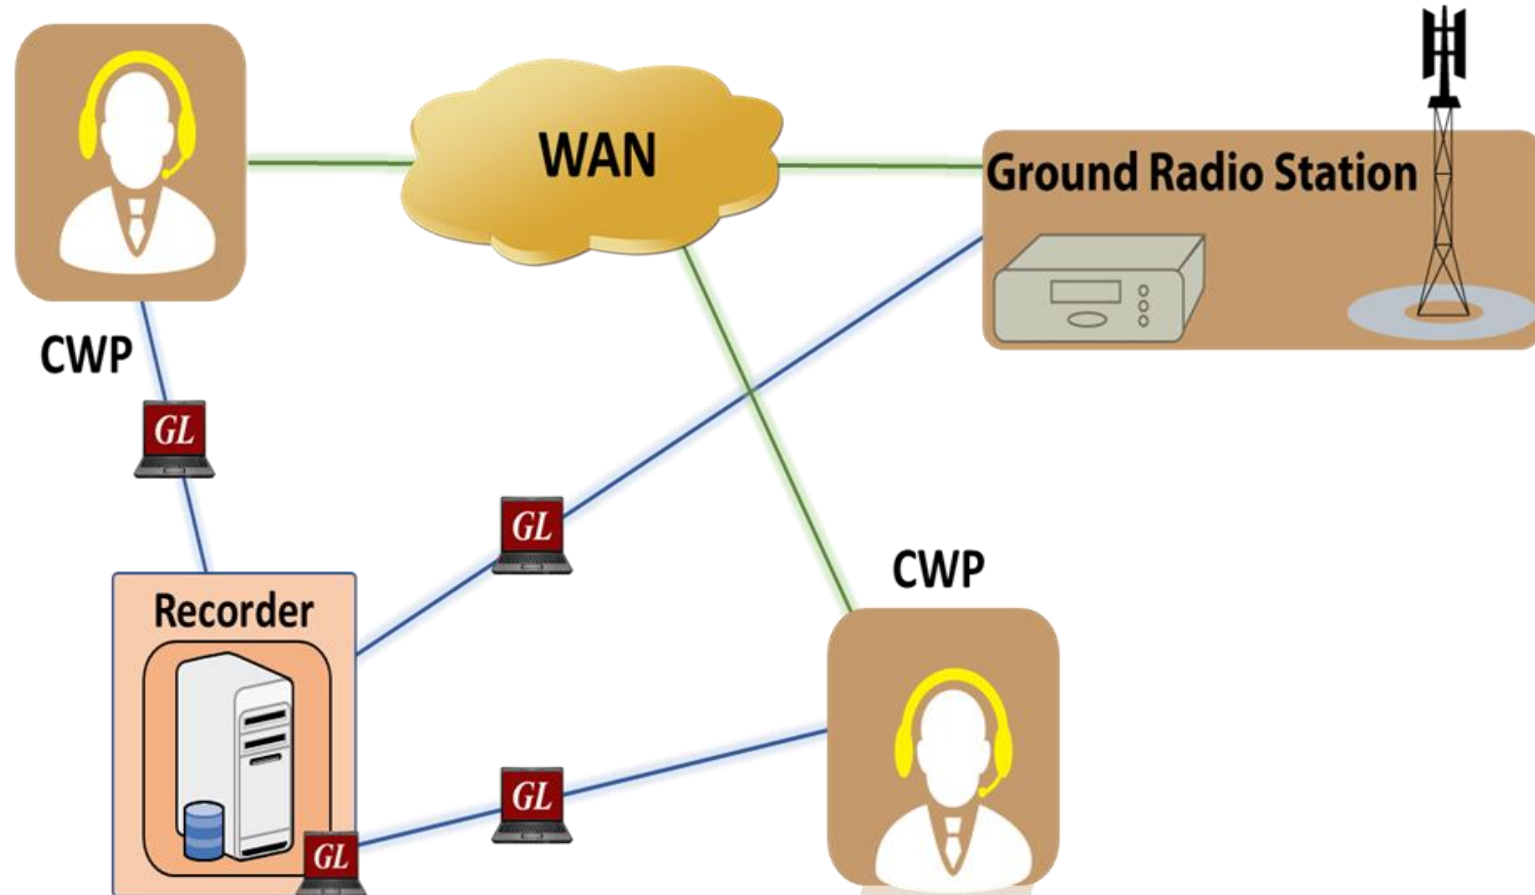 WAN
Ground Radio Station
CWP
GL
GL
CWP
Recorder
GL
GL